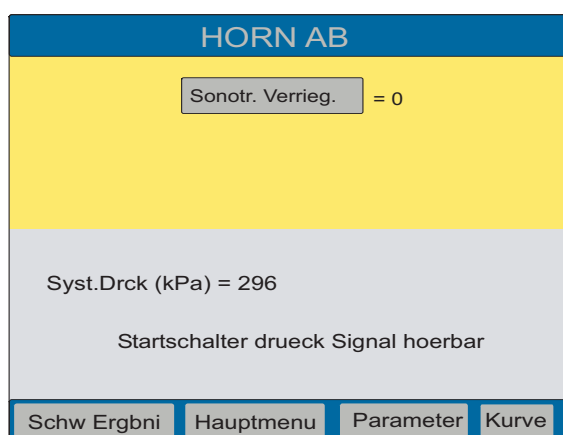 HORN AB
Sonotr. Verrieg. = 0
Syst.Drck (kPa) = 296
Startschalter drueck Signal hoerbar
Schw Ergbni Hauptmenu Parameter Kurve